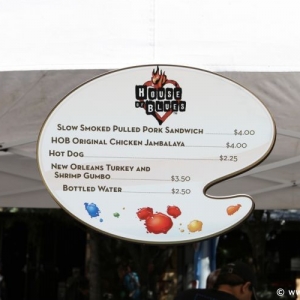 HOUSE
OF
BLUES
SLOW SMOKED PULLED PORK SANDWICH $4.00
HOB ORIGINAL CHICKEN JAMBALAYA $4.00
HOT DOG $2.25
NEW ORLEANS TURKEY AND
SHRIMP GUMBO $3.50
BOTTLED WATER $2.50
© w